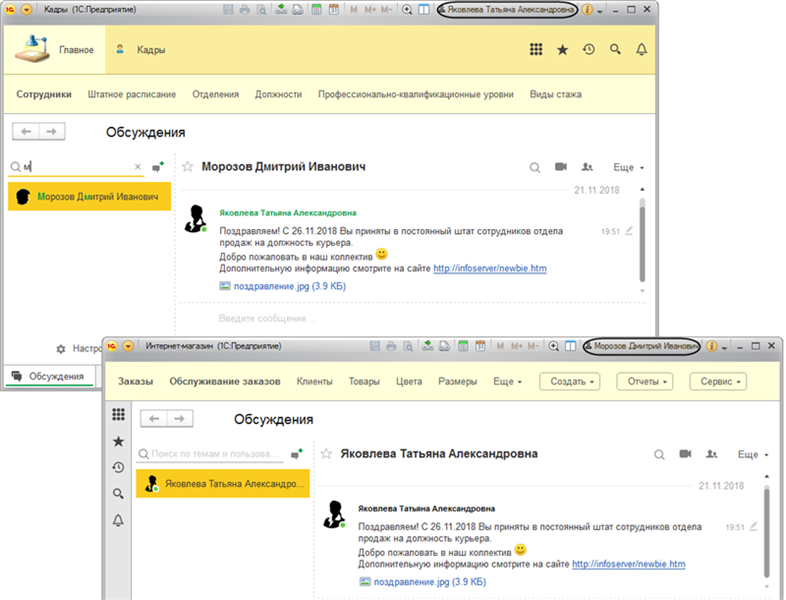 Кадры (1С:Предприятие)
M M+ M-
Яковлева Татьяна Александровна
Главное
Кадры
Сотрудники Штатное расписание Отделения Должности Профессионально-квалификационные уровни Виды стажа
Обсуждения
м
Морозов Дмитрий Иванович
Морозов Дмитрий Иванович
Еще
21.11.2018
Яковлева Татьяна Александровна
Поздравляем! С 26.11.2018 Вы приняты в постоянный штат сотрудников отдела
19:51
продаж на должность курьера.
Добро пожаловать в наш коллектив
Дополнительную информацию смотрите на сайте http://infoserver/newbie.htm
поздравление.jpg (3.9 КБ)
Введите сообщение...
Настро
Обсуждения
Интернет-магазин (1С:Предприятие)
M M+ M-
Морозов Дмитрий Иванович
Заказы Обслуживание заказов Клиенты Товары Цвета Размеры Еще Создать Отчеты Сервис
Обсуждения
Поиск по темам и пользова...
Яковлева Татьяна Александро...
Яковлева Татьяна Александровна
Еще
21.11.2018
Яковлева Татьяна Александровна
Поздравляем! С 26.11.2018 Вы приняты в постоянный штат сотрудников отдела
19:51
продаж на должность курьера.
Добро пожаловать в наш коллектив
Дополнительную информацию смотрите на сайте http://infoserver/newbie.htm
поздравление.jpg (3.9 КБ)